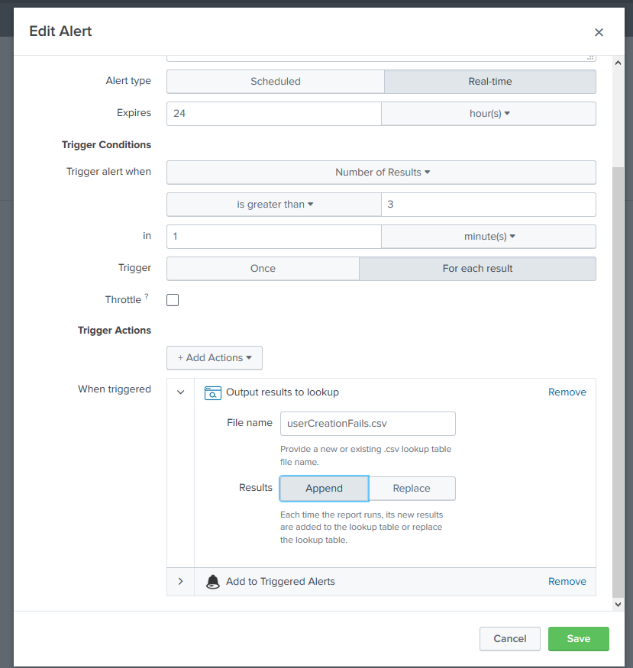 Edit Alert
Alert type Scheduled Real-time
Expires 24 hour(s)
Trigger Conditions
Trigger alert when Number of Results
is greater than 3
in 1 minute(s)
Trigger Once For each result
Throttle ?
Trigger Actions
+ Add Actions
When triggered Output results to lookup Remove
File name userCreationFails.csv
Provide a new or existing .csv lookup table
file name.
Results Append Replace
Each time the report runs, its new results
are added to the lookup table or replace
the lookup table.
Add to Triggered Alerts Remove
Cancel Save